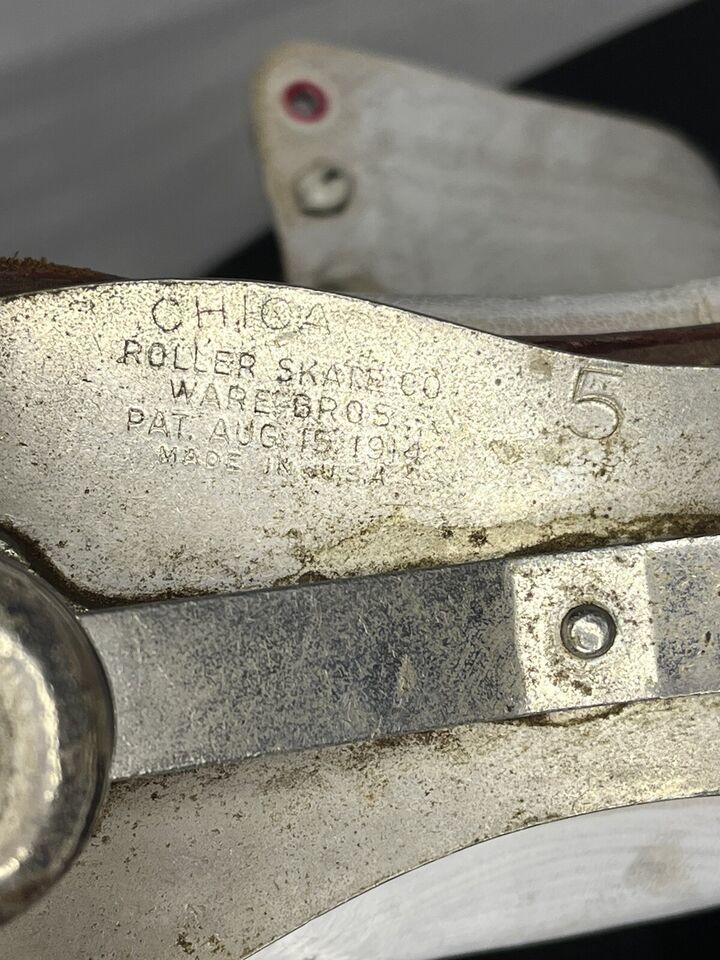 CHICA
ROLLER SKATE CO
WARE BROS.
PAT. AUG. 15, 1914
MADE IN U.S.A
5